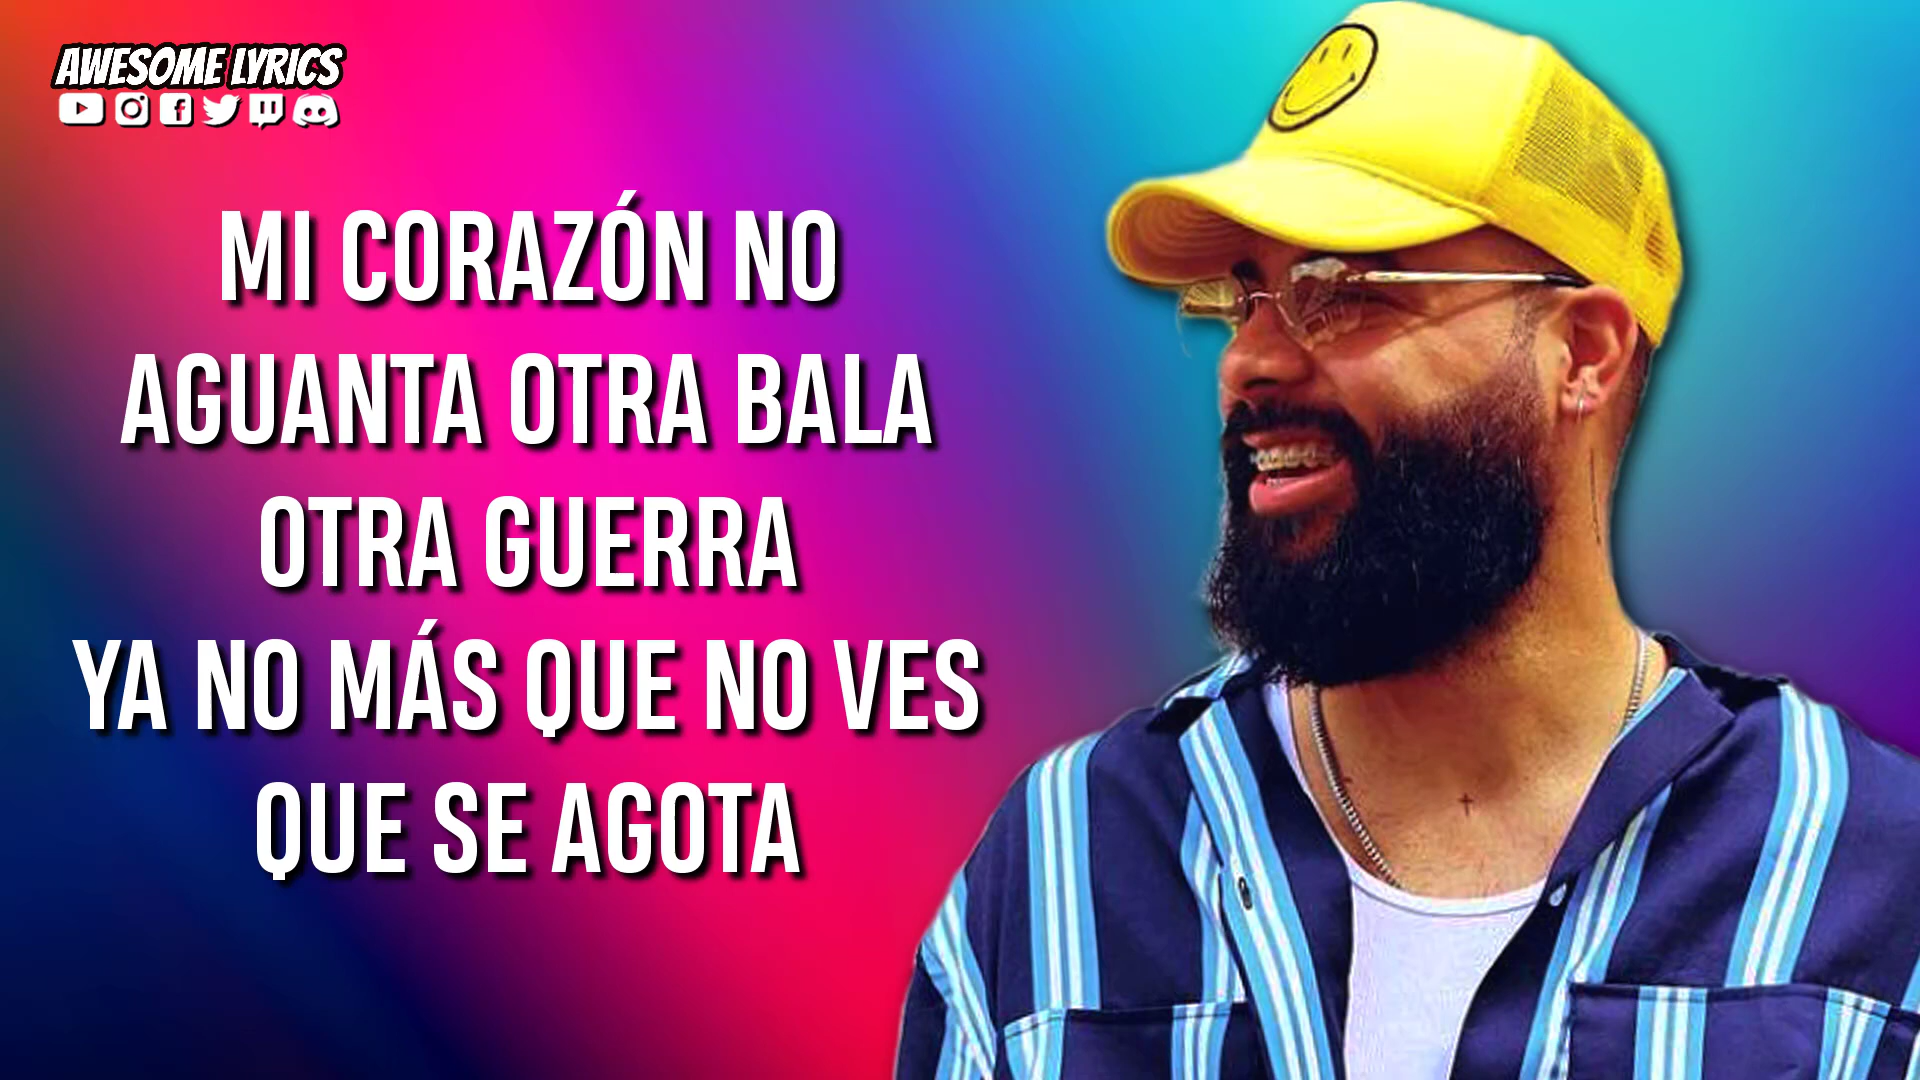 AWESOME LYRICS
MI CORAZÓN NO
AGUANTA OTRA BALA
OTRA GUERRA
YA NO MÁS QUE NO VES
QUE SE AGOTA